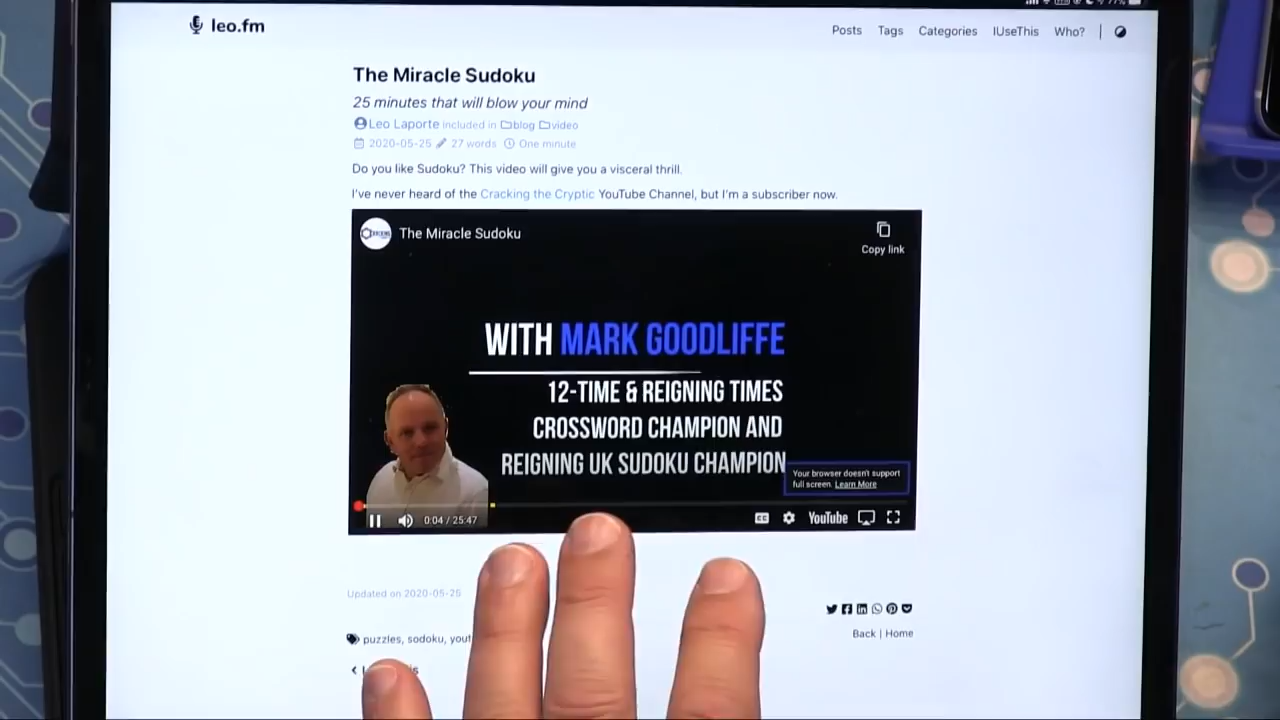 77%
leo.fm
Posts Tags Categories IUseThis Who? |
The Miracle Sudoku
25 minutes that will blow your mind
Leo Laporte included in blog video
2020-05-25 27 words One minute
Do you like Sudoku? This video will give you a visceral thrill.
I've never heard of the Cracking the Cryptic YouTube Channel, but I'm a subscriber now.
The Miracle Sudoku
Copy link
WITH MARK GOODLIFFE
12-TIME & REIGNING TIMES
CROSSWORD CHAMPION AND
REIGNING UK SUDOKU CHAMPION
Your browser doesn't support
full screen. Learn More
0:04 / 25:47
CC
YouTube
Updated on 2020-05-25
Back | Home
puzzles, sodoku, yout